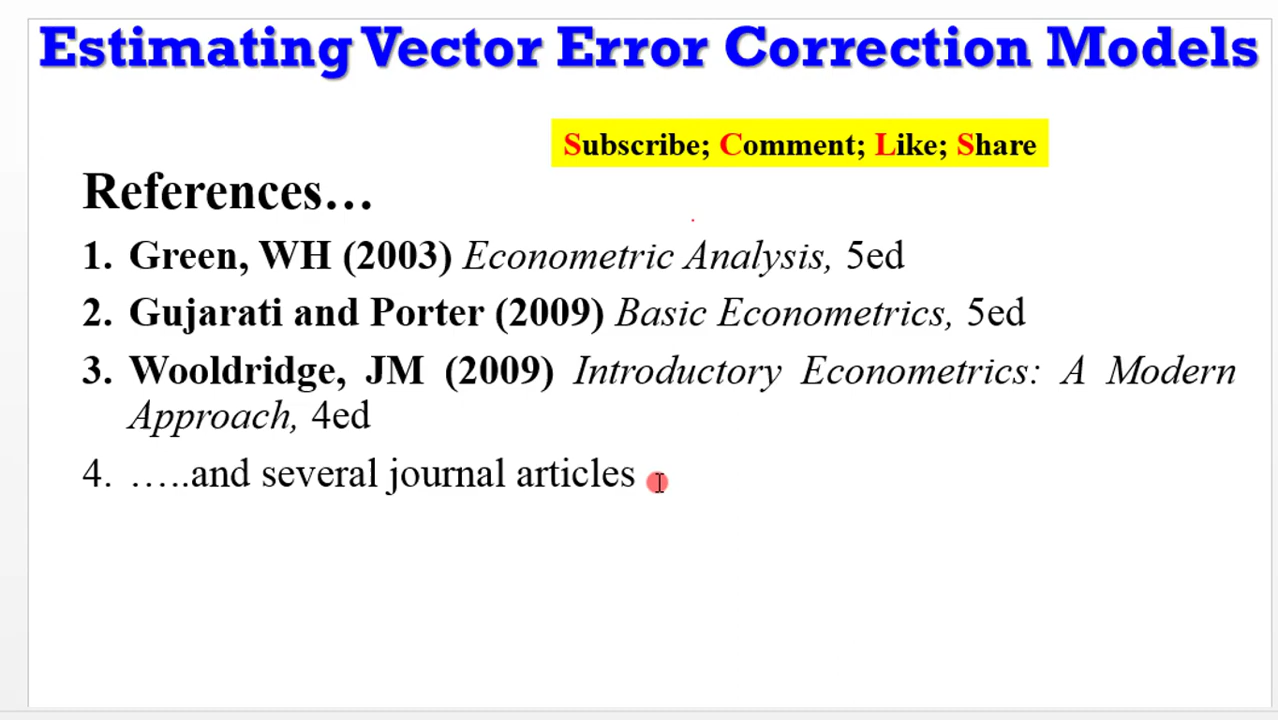 Estimating Vector Error Correction Models
Subscribe; Comment; Like; Share
References…
1. Green, WH (2003) Econometric Analysis, 5ed
2. Gujarati and Porter (2009) Basic Econometrics, 5ed
3. Wooldridge, JM (2009) Introductory Econometrics: A Modern
Approach, 4ed
4. …..and several journal articles